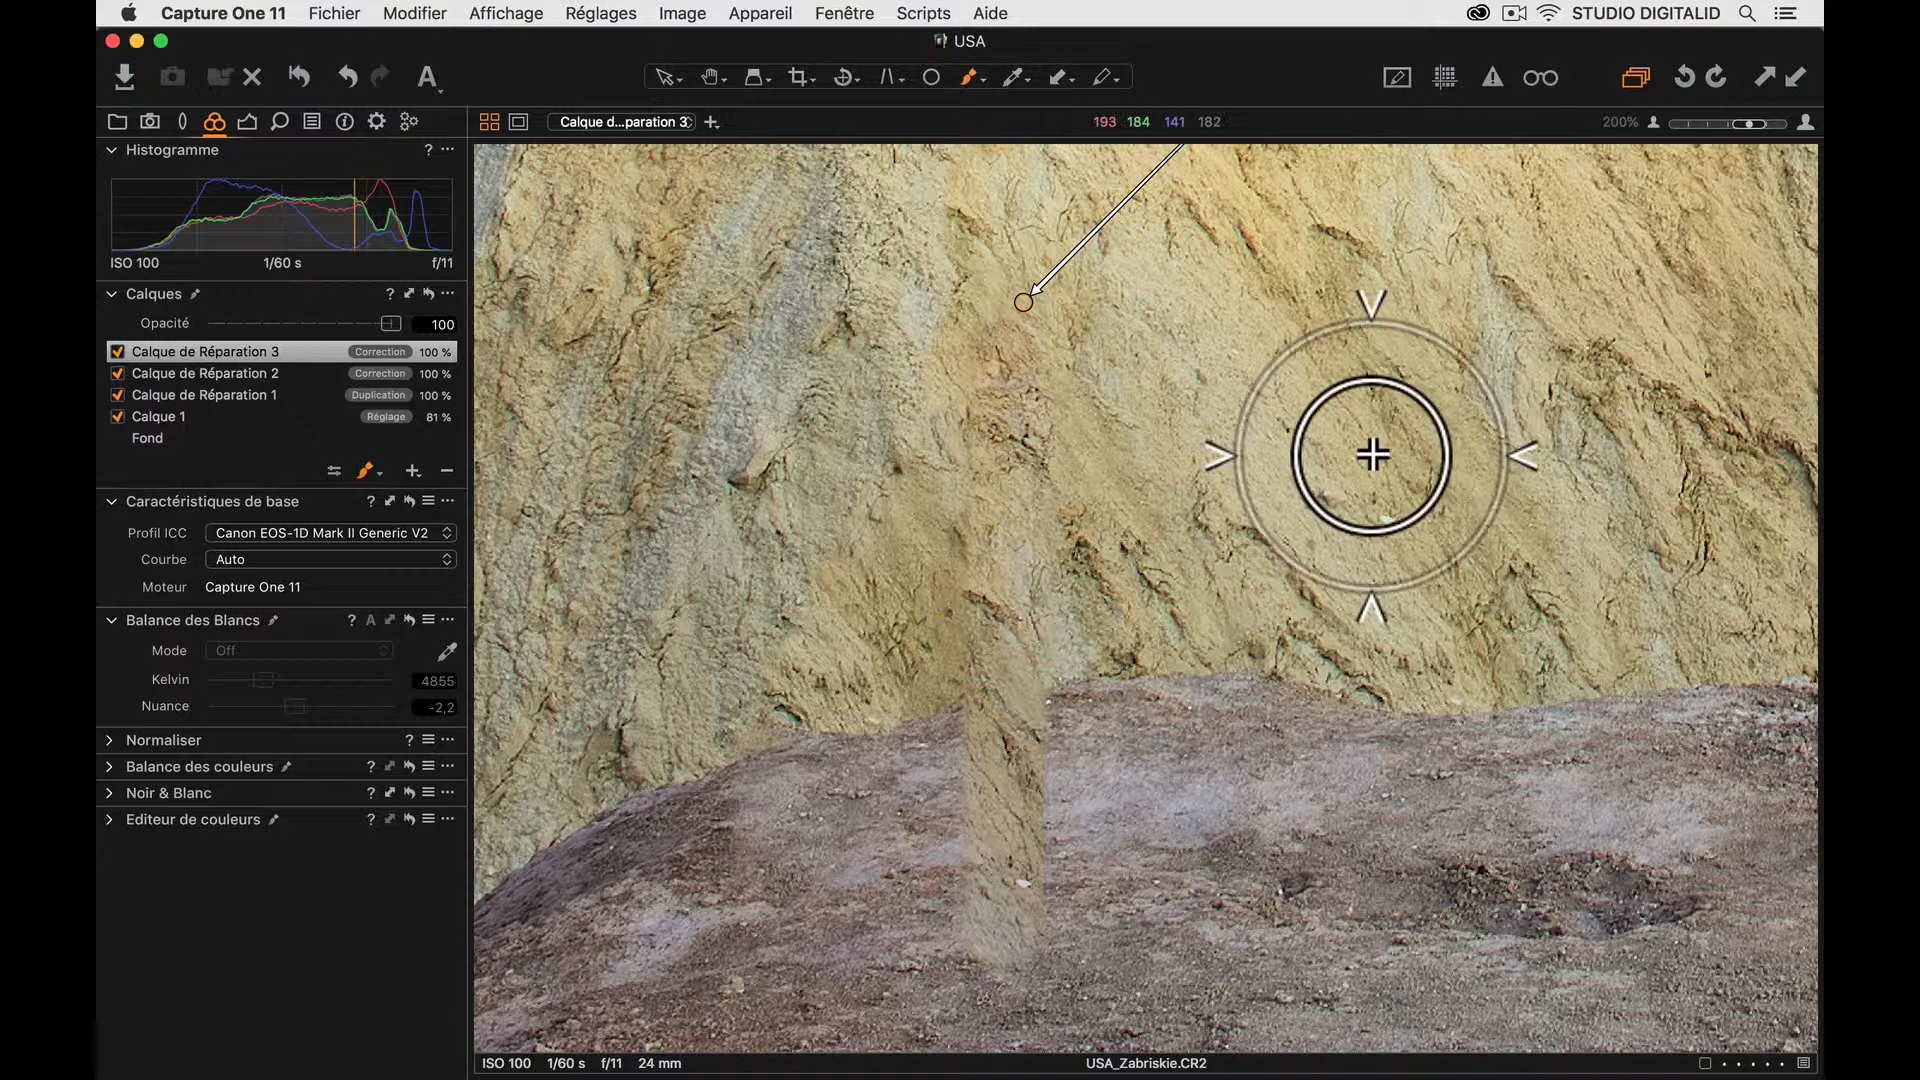 Capture One 11 Fichier Modifier Affichage Réglages Image Appareil Fenêtre Scripts Aide STUDIO DIGITALID
USA
A
Calque d...paration 3 193 184 141 182 200%
Histogramme ?
ISO 100 1/60 s f/11
Calques ?
Opacité 100
Calque de Réparation 3 Correction 100 %
Calque de Réparation 2 Correction 100 %
Calque de Réparation 1 Duplication 100 %
Calque 1 Réglage 81 %
Fond
Caractéristiques de base ?
Profil ICC Canon EOS-1D Mark II Generic V2
Courbe Auto
Moteur Capture One 11
Balance des Blancs ? A
Mode Off
Kelvin 4855
Nuance -2,2
Normaliser ?
Balance des couleurs ?
Noir & Blanc ?
Editeur de couleurs ?
ISO 100 1/60 s f/11 24 mm USA_Zabriskie.CR2